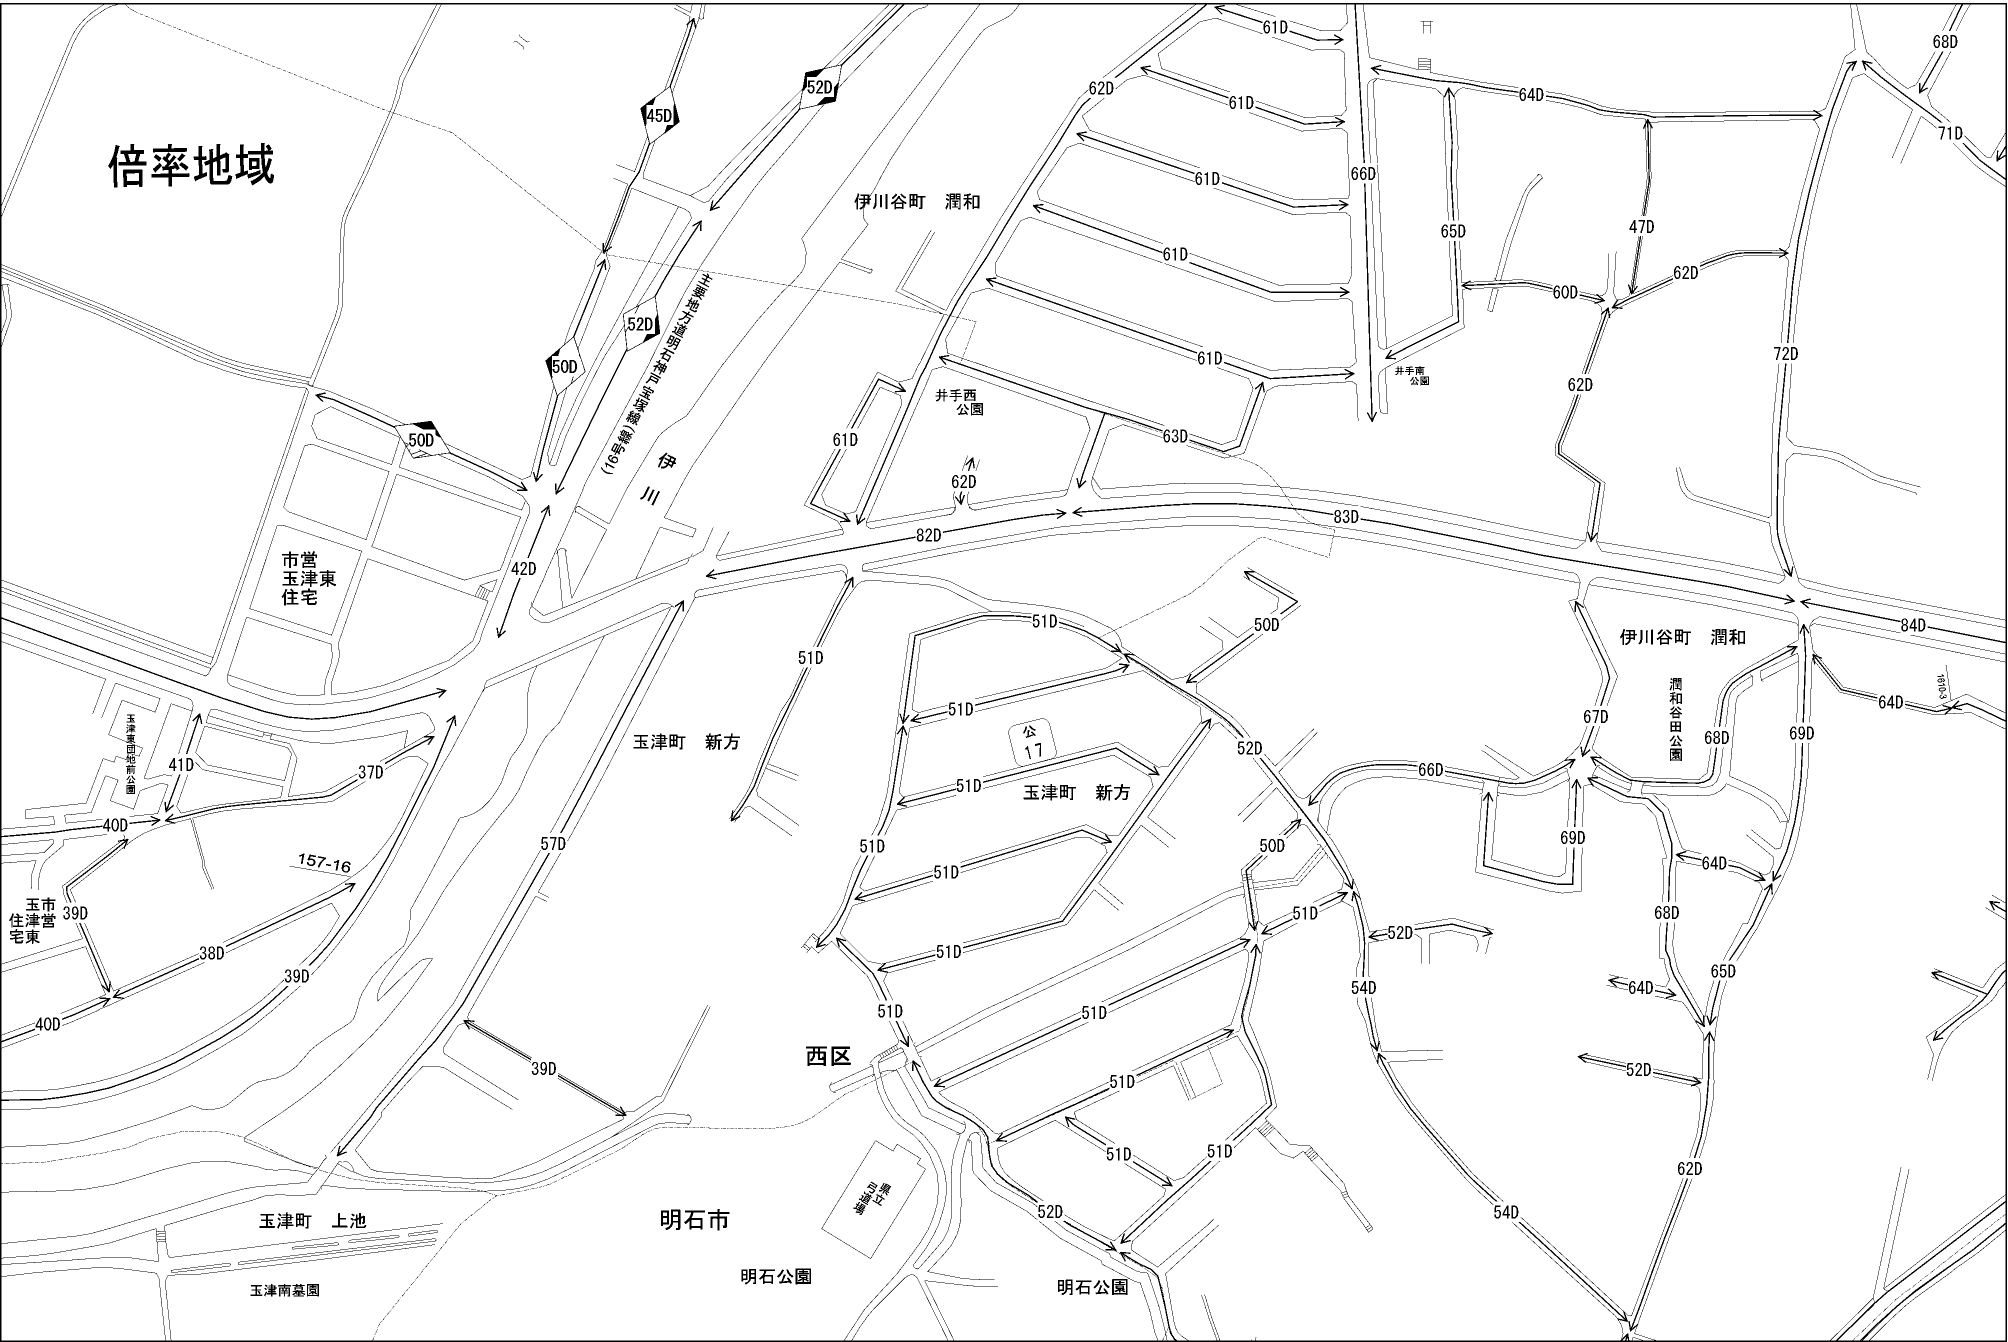 61D
68D
52D
62D
64D
45D
61D
71D
倍率地域
66D
61D
伊川谷町　潤和
65D
47D
61D
62D
60D
主要地方道明石神戸宝塚線
(16号線)
52D
72D
61D
50D
井手南
公園
62D
井手西
公園
50D
61D
63D
伊
川
62D
83D
82D
市営
玉津東
住宅
42D
51D
50D
84D
伊川谷町　潤和
51D
潤和谷田公園
1610-3
64D
51D
67D
玉津東団地前公園
公
17
玉津町　新方
52D
68D
69D
41D
37D
66D
51D
玉津町　新方
40D
69D
57D
51D
50D
157-16
64D
51D
市営
玉津東
住宅
39D
51D
68D
52D
38D
51D
65D
39D
54D
64D
51D
51D
40D
西区
39D
52D
51D
51D
51D
62D
県立
弓道場
52D
54D
玉津町　上池
明石市
明石公園
明石公園
玉津南墓園